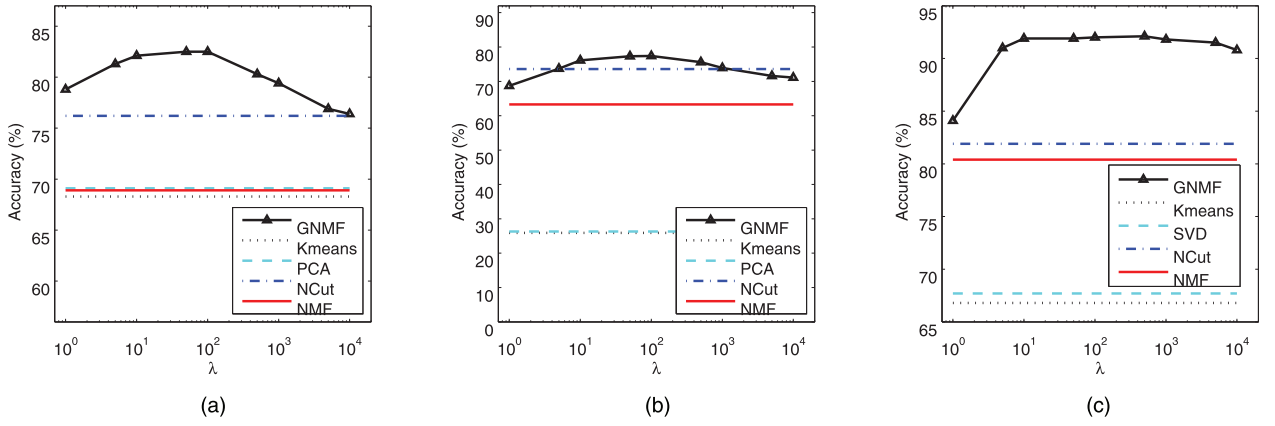 85
80
75
70
65
60
Accuracy (%)
GNMF
Kmeans
PCA
NCut
NMF
10^0 10^1 10^2 10^3 10^4
λ
(a)
90
80
70
60
50
40
30
20
10
0
Accuracy (%)
GNMF
Kmeans
PCA
NCut
NMF
10^0 10^1 10^2 10^3 10^4
λ
(b)
95
90
85
80
75
70
65
Accuracy (%)
GNMF
Kmeans
SVD
NCut
NMF
10^0 10^1 10^2 10^3 10^4
λ
(c)